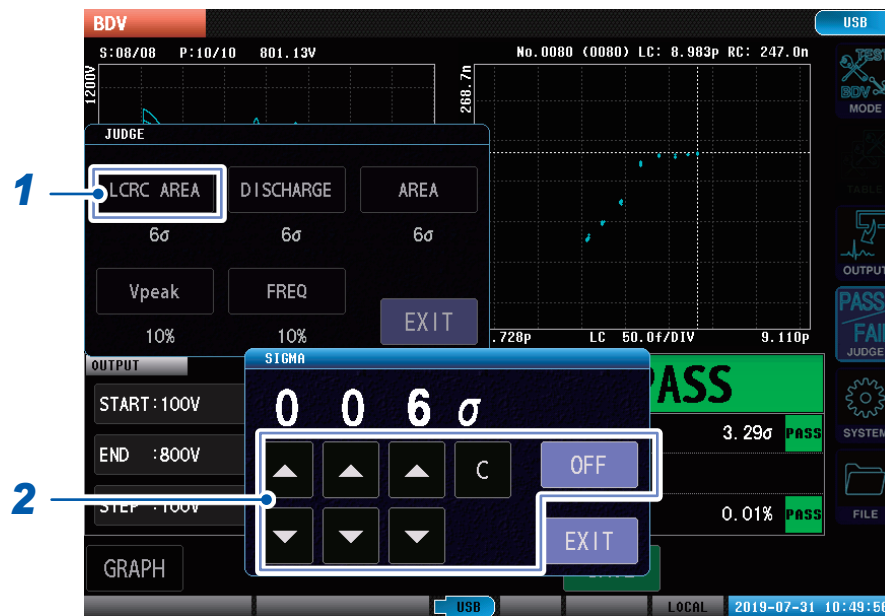 BDV
USB
S:08/08 P:10/10 801.13V
No.0080 (0080) LC: 8.983p RC: 247.0n
1200V
268.7n
TEST
BDV
MODE
TABLE
JUDGE
1
LCRC AREA DISCHARGE AREA
6σ 6σ 6σ
Vpeak FREQ
EXIT
10% 10%
OUTPUT
.728p LC 50.0f/DIV 9.110p
PASS
FAIL
JUDGE
OUTPUT
SIGMA
ASS
START:100V
0 0 6 σ
3.29σ PASS
SYSTEM
END :800V
C OFF
2
STEP :100V
0.01% PASS
FILE
EXIT
GRAPH
USB
LOCAL 2019-07-31 10:49:56